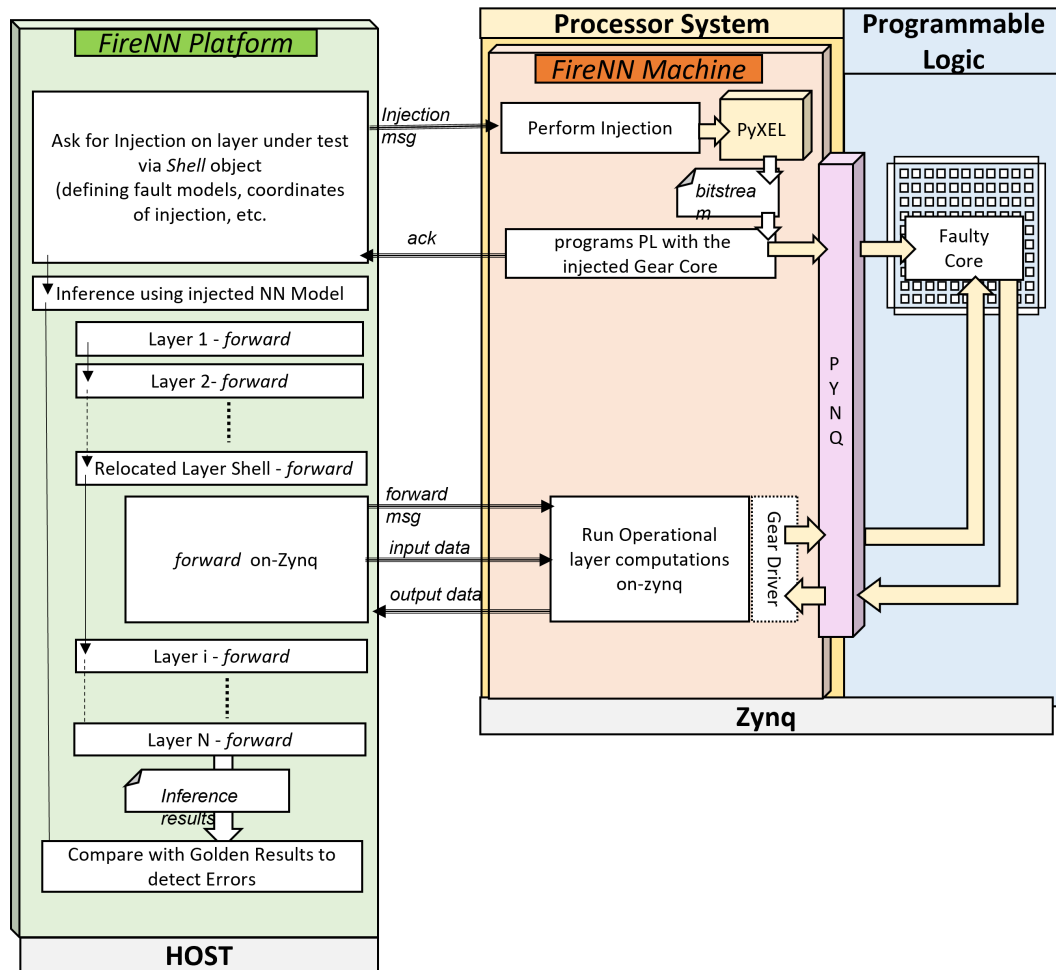 FireNN Platform
Ask for Injection on layer under test
via Shell object
(defining fault models, coordinates
of injection, etc.
Inference using injected NN Model
Layer 1 - forward
Layer 2- forward
Relocated Layer Shell - forward
forward on-Zynq
Layer i - forward
Layer N - forward
Inference
results
Compare with Golden Results to
detect Errors
HOST
Injection
msg
ack
forward
msg
input data
output data
Processor System
FireNN Machine
Perform Injection
PyXEL
bitstrea
m
programs PL with the
injected Gear Core
Run Operational
layer computations
on-zynq
Gear Driver
P
Y
N
Q
Programmable
Logic
Faulty
Core
Zynq